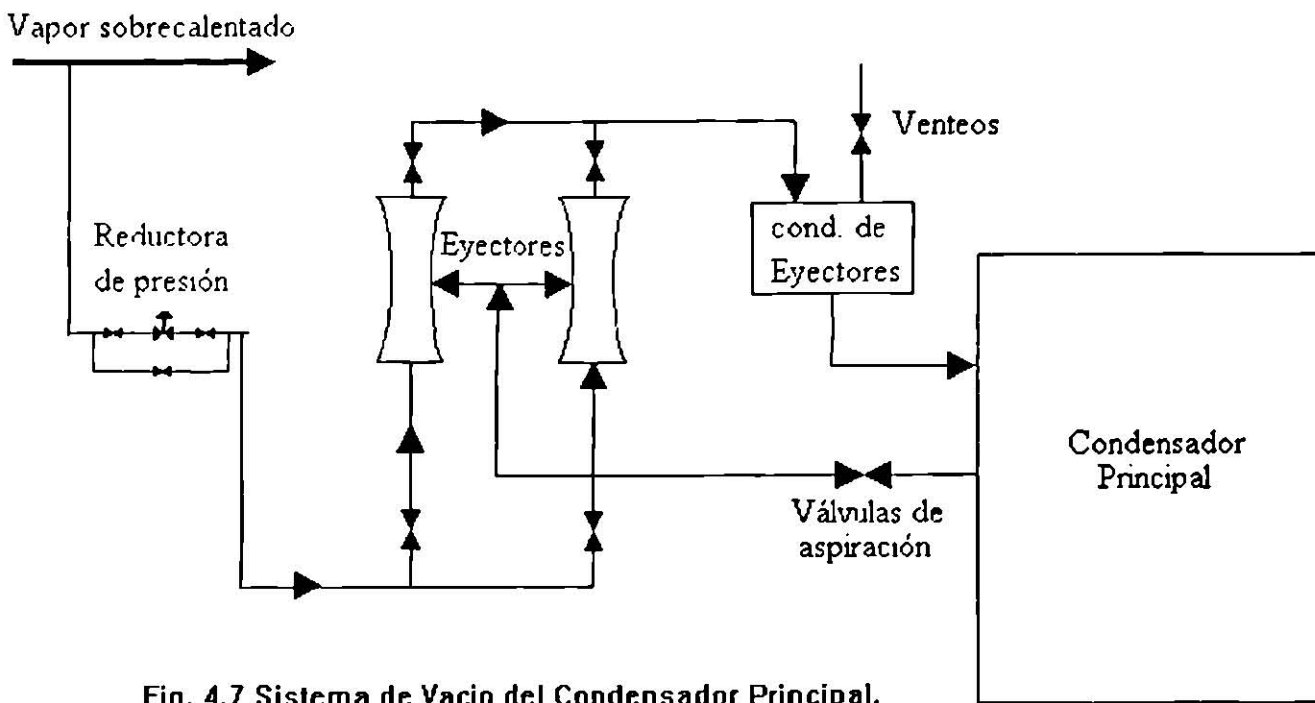 Vapor sobrecalentado
Venteos
Reductora
de presión
Eyectores
cond. de
Eyectores
Condensador
Principal
Válvulas de
aspiración
Fig. 4.7 Sistema de Vacio del Condensador Principal.